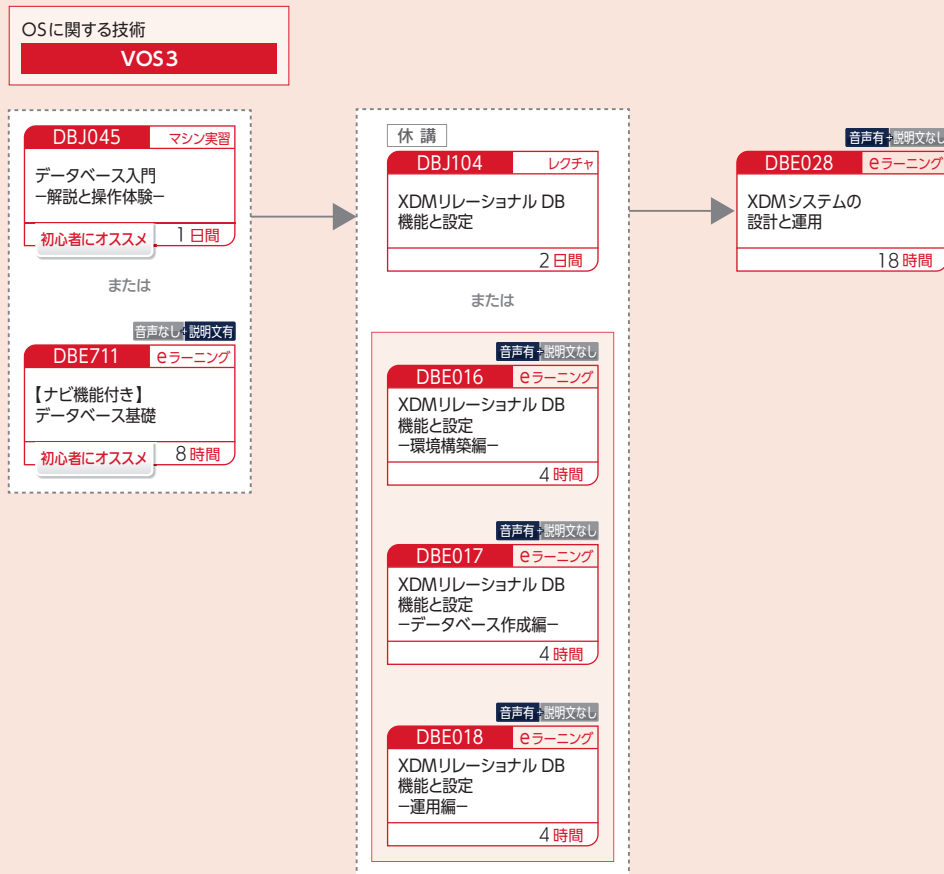 OSに関する技術
VOS3
DBJ045 マシン実習
データベース入門
−解説と操作体験−
初心者にオススメ 1日間
または
音声なし+説明文有
DBE711 eラーニング
【ナビ機能付き】
データベース基礎
初心者にオススメ 8時間
休講
DBJ104 レクチャ
XDMリレーショナル DB
機能と設定
2日間
または
音声有+説明文なし
DBE016 eラーニング
XDMリレーショナル DB
機能と設定
−環境構築編−
4時間
音声有+説明文なし
DBE017 eラーニング
XDMリレーショナル DB
機能と設定
−データベース作成編−
4時間
音声有+説明文なし
DBE018 eラーニング
XDMリレーショナル DB
機能と設定
−運用編−
4時間
音声有+説明文なし
DBE028 eラーニング
XDMシステムの
設計と運用
18時間